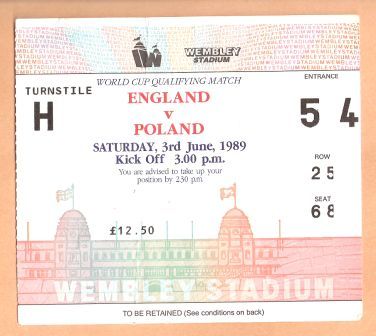 WEMBLEY
STADIUM
WORLD CUP QUALIFYING MATCH
TURNSTILE
H
ENGLAND
v
POLAND
SATURDAY, 3rd June, 1989
Kick Off 3.00 p.m.
You are advised to take up your
position by 230 p.m.
ENTRANCE
54
ROW
25
SEAT
68
£12.50
WEMBLEY STADIUM
TO BE RETAINED (See conditions on back)